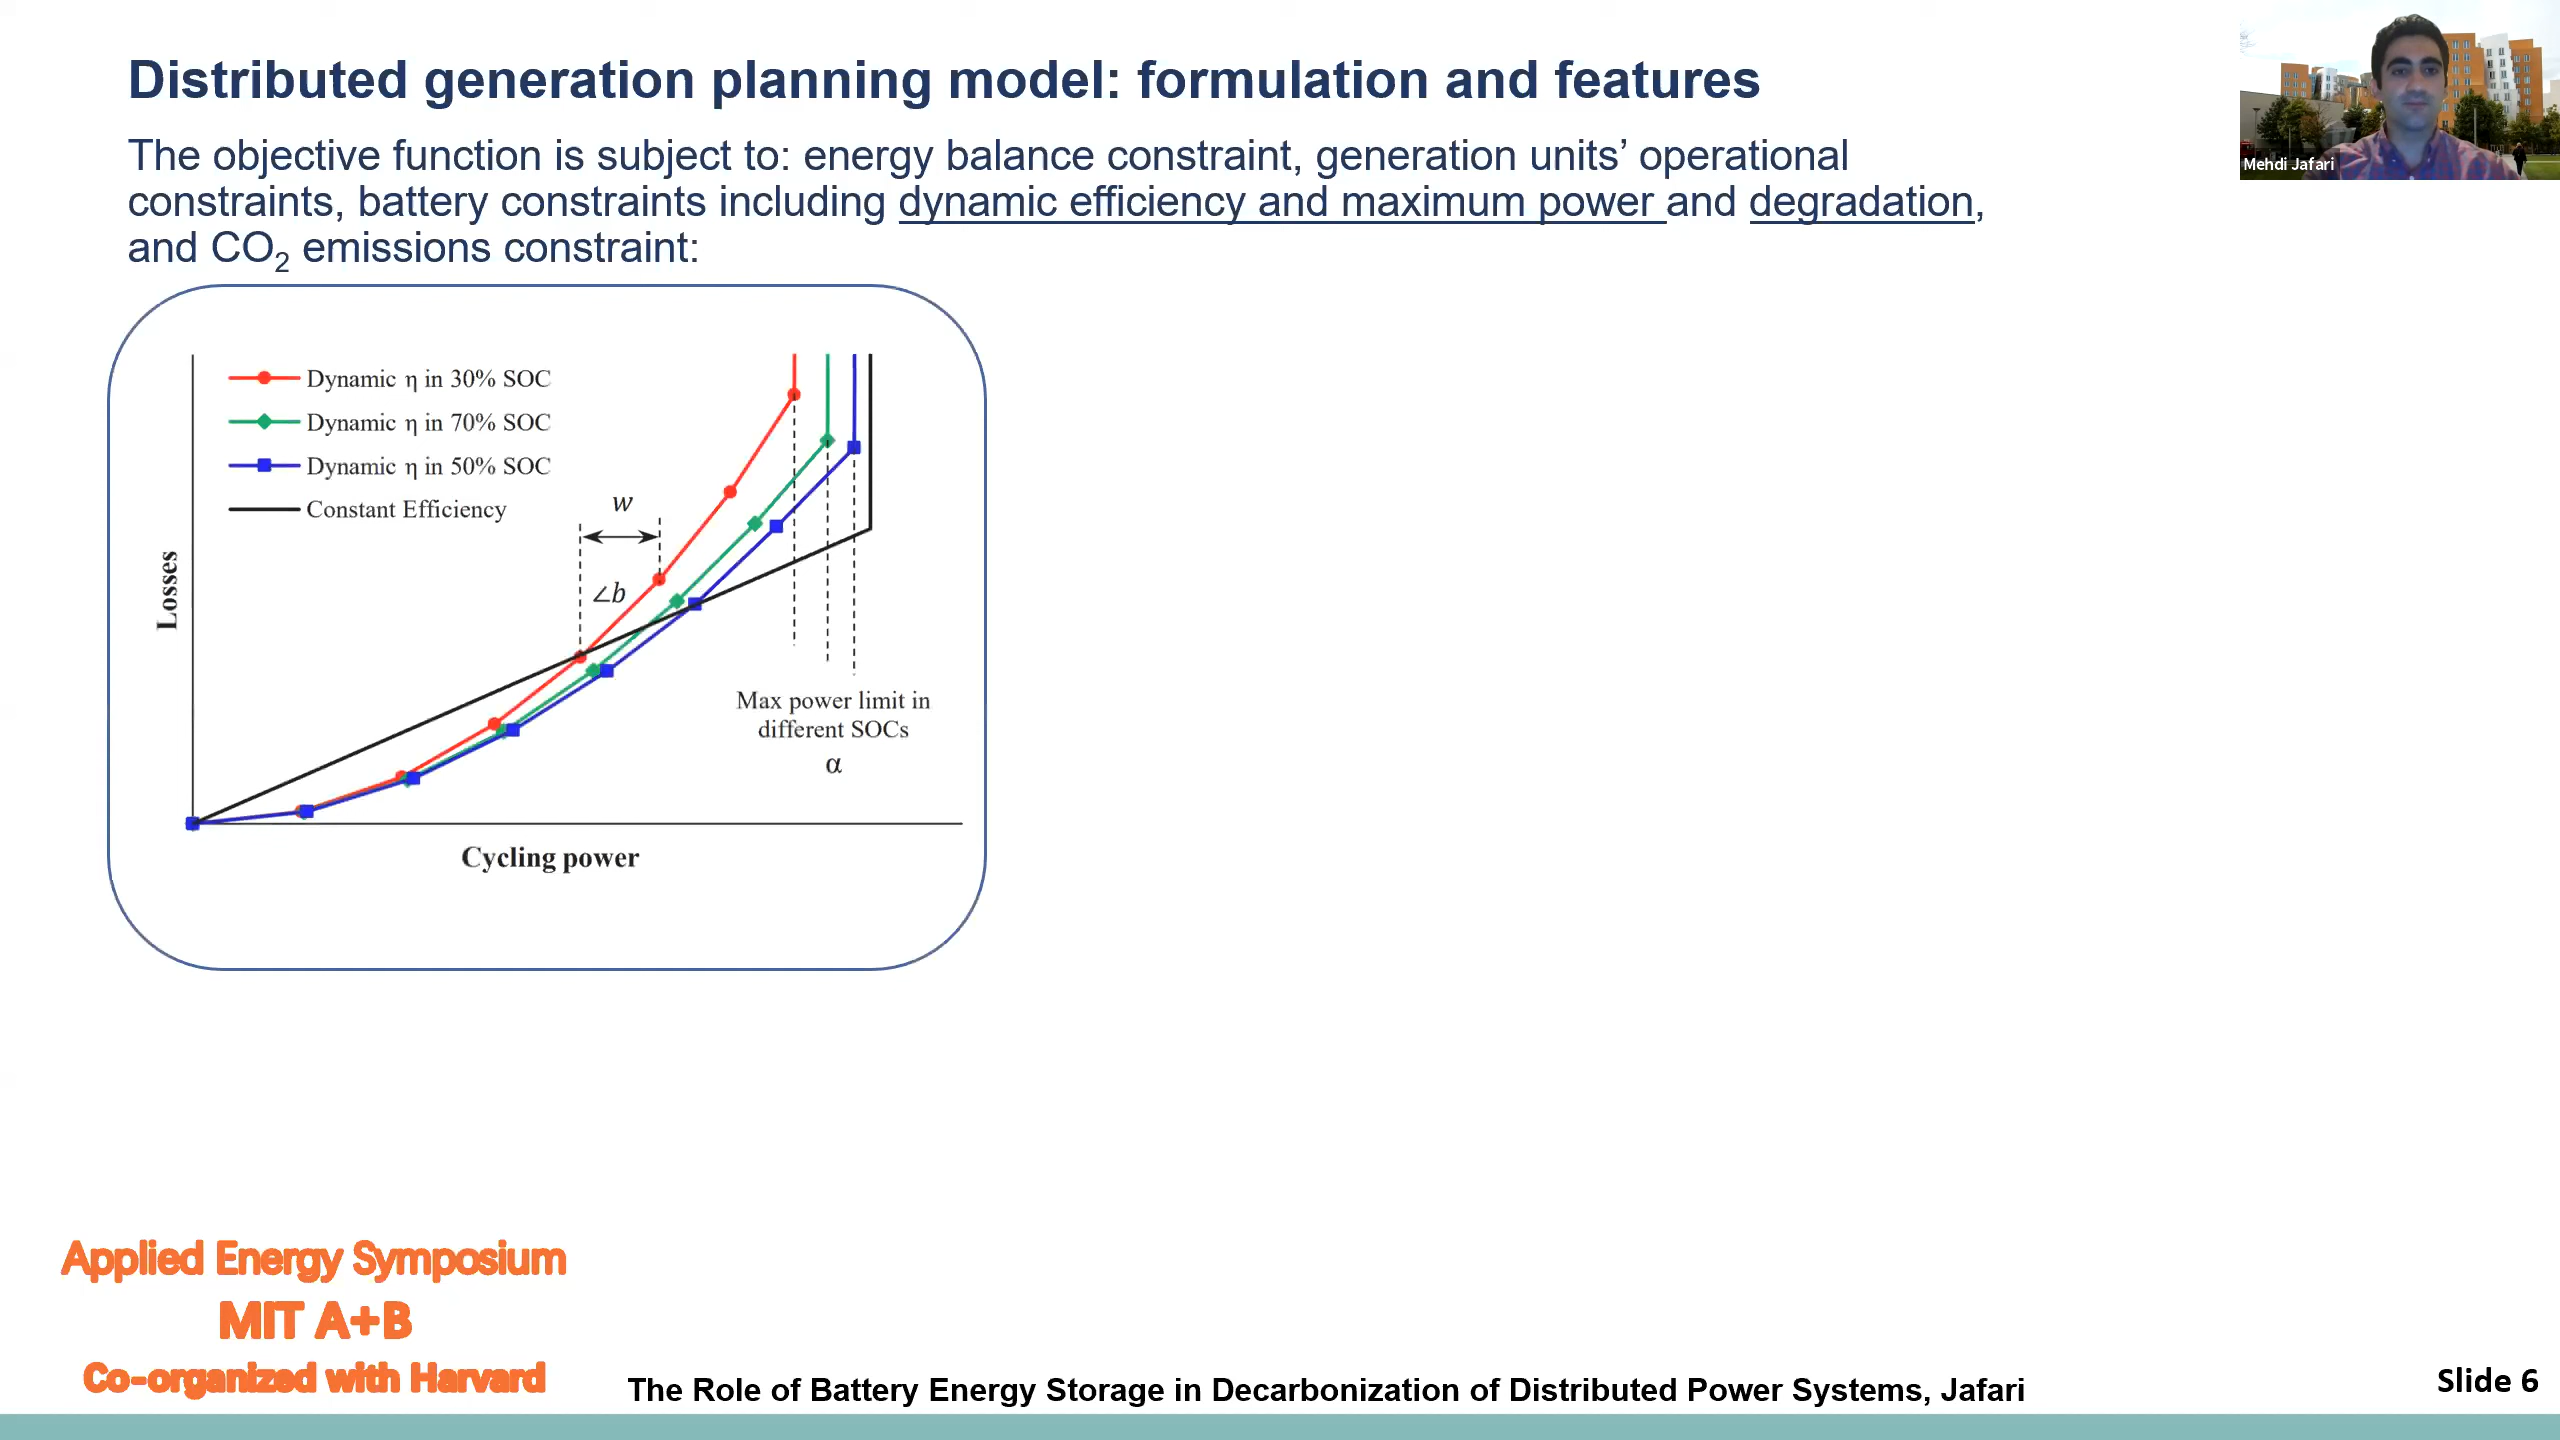 Distributed generation planning model: formulation and features
The objective function is subject to: energy balance constraint, generation units’ operational
constraints, battery constraints including dynamic efficiency and maximum power and degradation,
and CO₂ emissions constraint:
Mehdi Jafari
Dynamic η in 30% SOC
Dynamic η in 70% SOC
Dynamic η in 50% SOC
Constant Efficiency
w
∠b
Losses
Max power limit in
different SOCs
α
Cycling power
Applied Energy Symposium
MIT A+B
Co-organized with Harvard
The Role of Battery Energy Storage in Decarbonization of Distributed Power Systems, Jafari
Slide 6